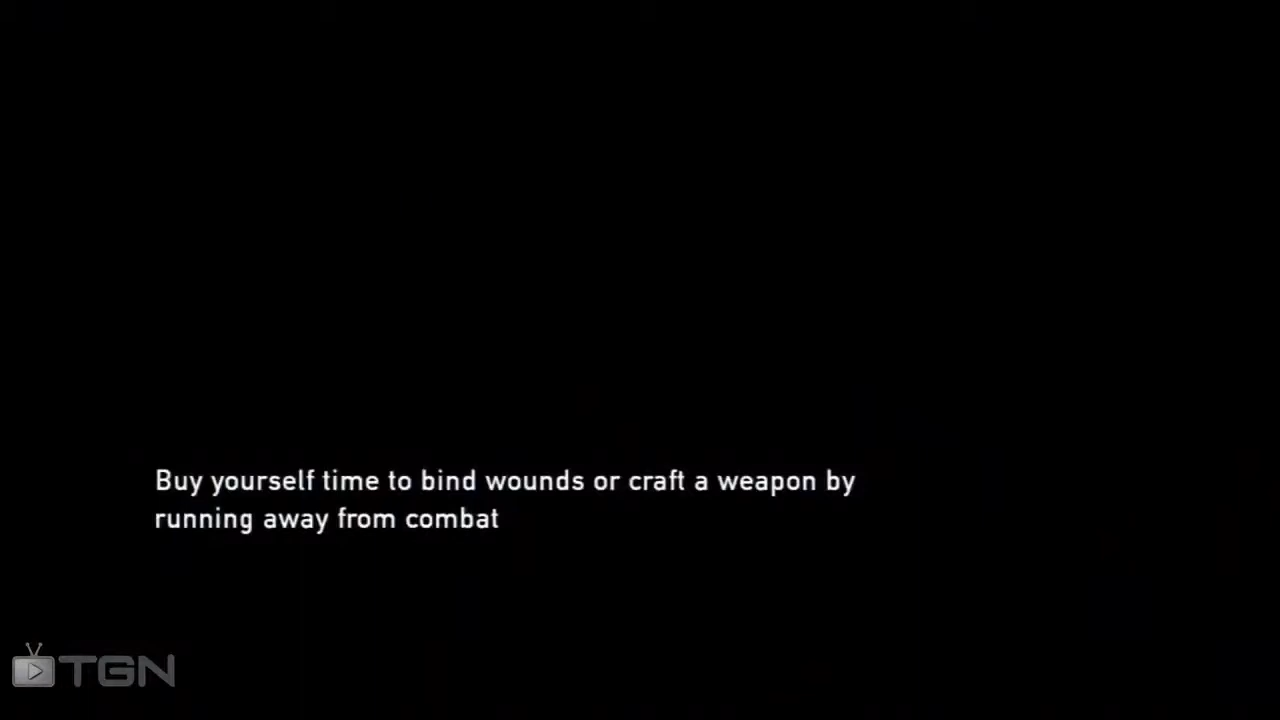 Buy yourself time to bind wounds or craft a weapon by
running away from combat
TGN